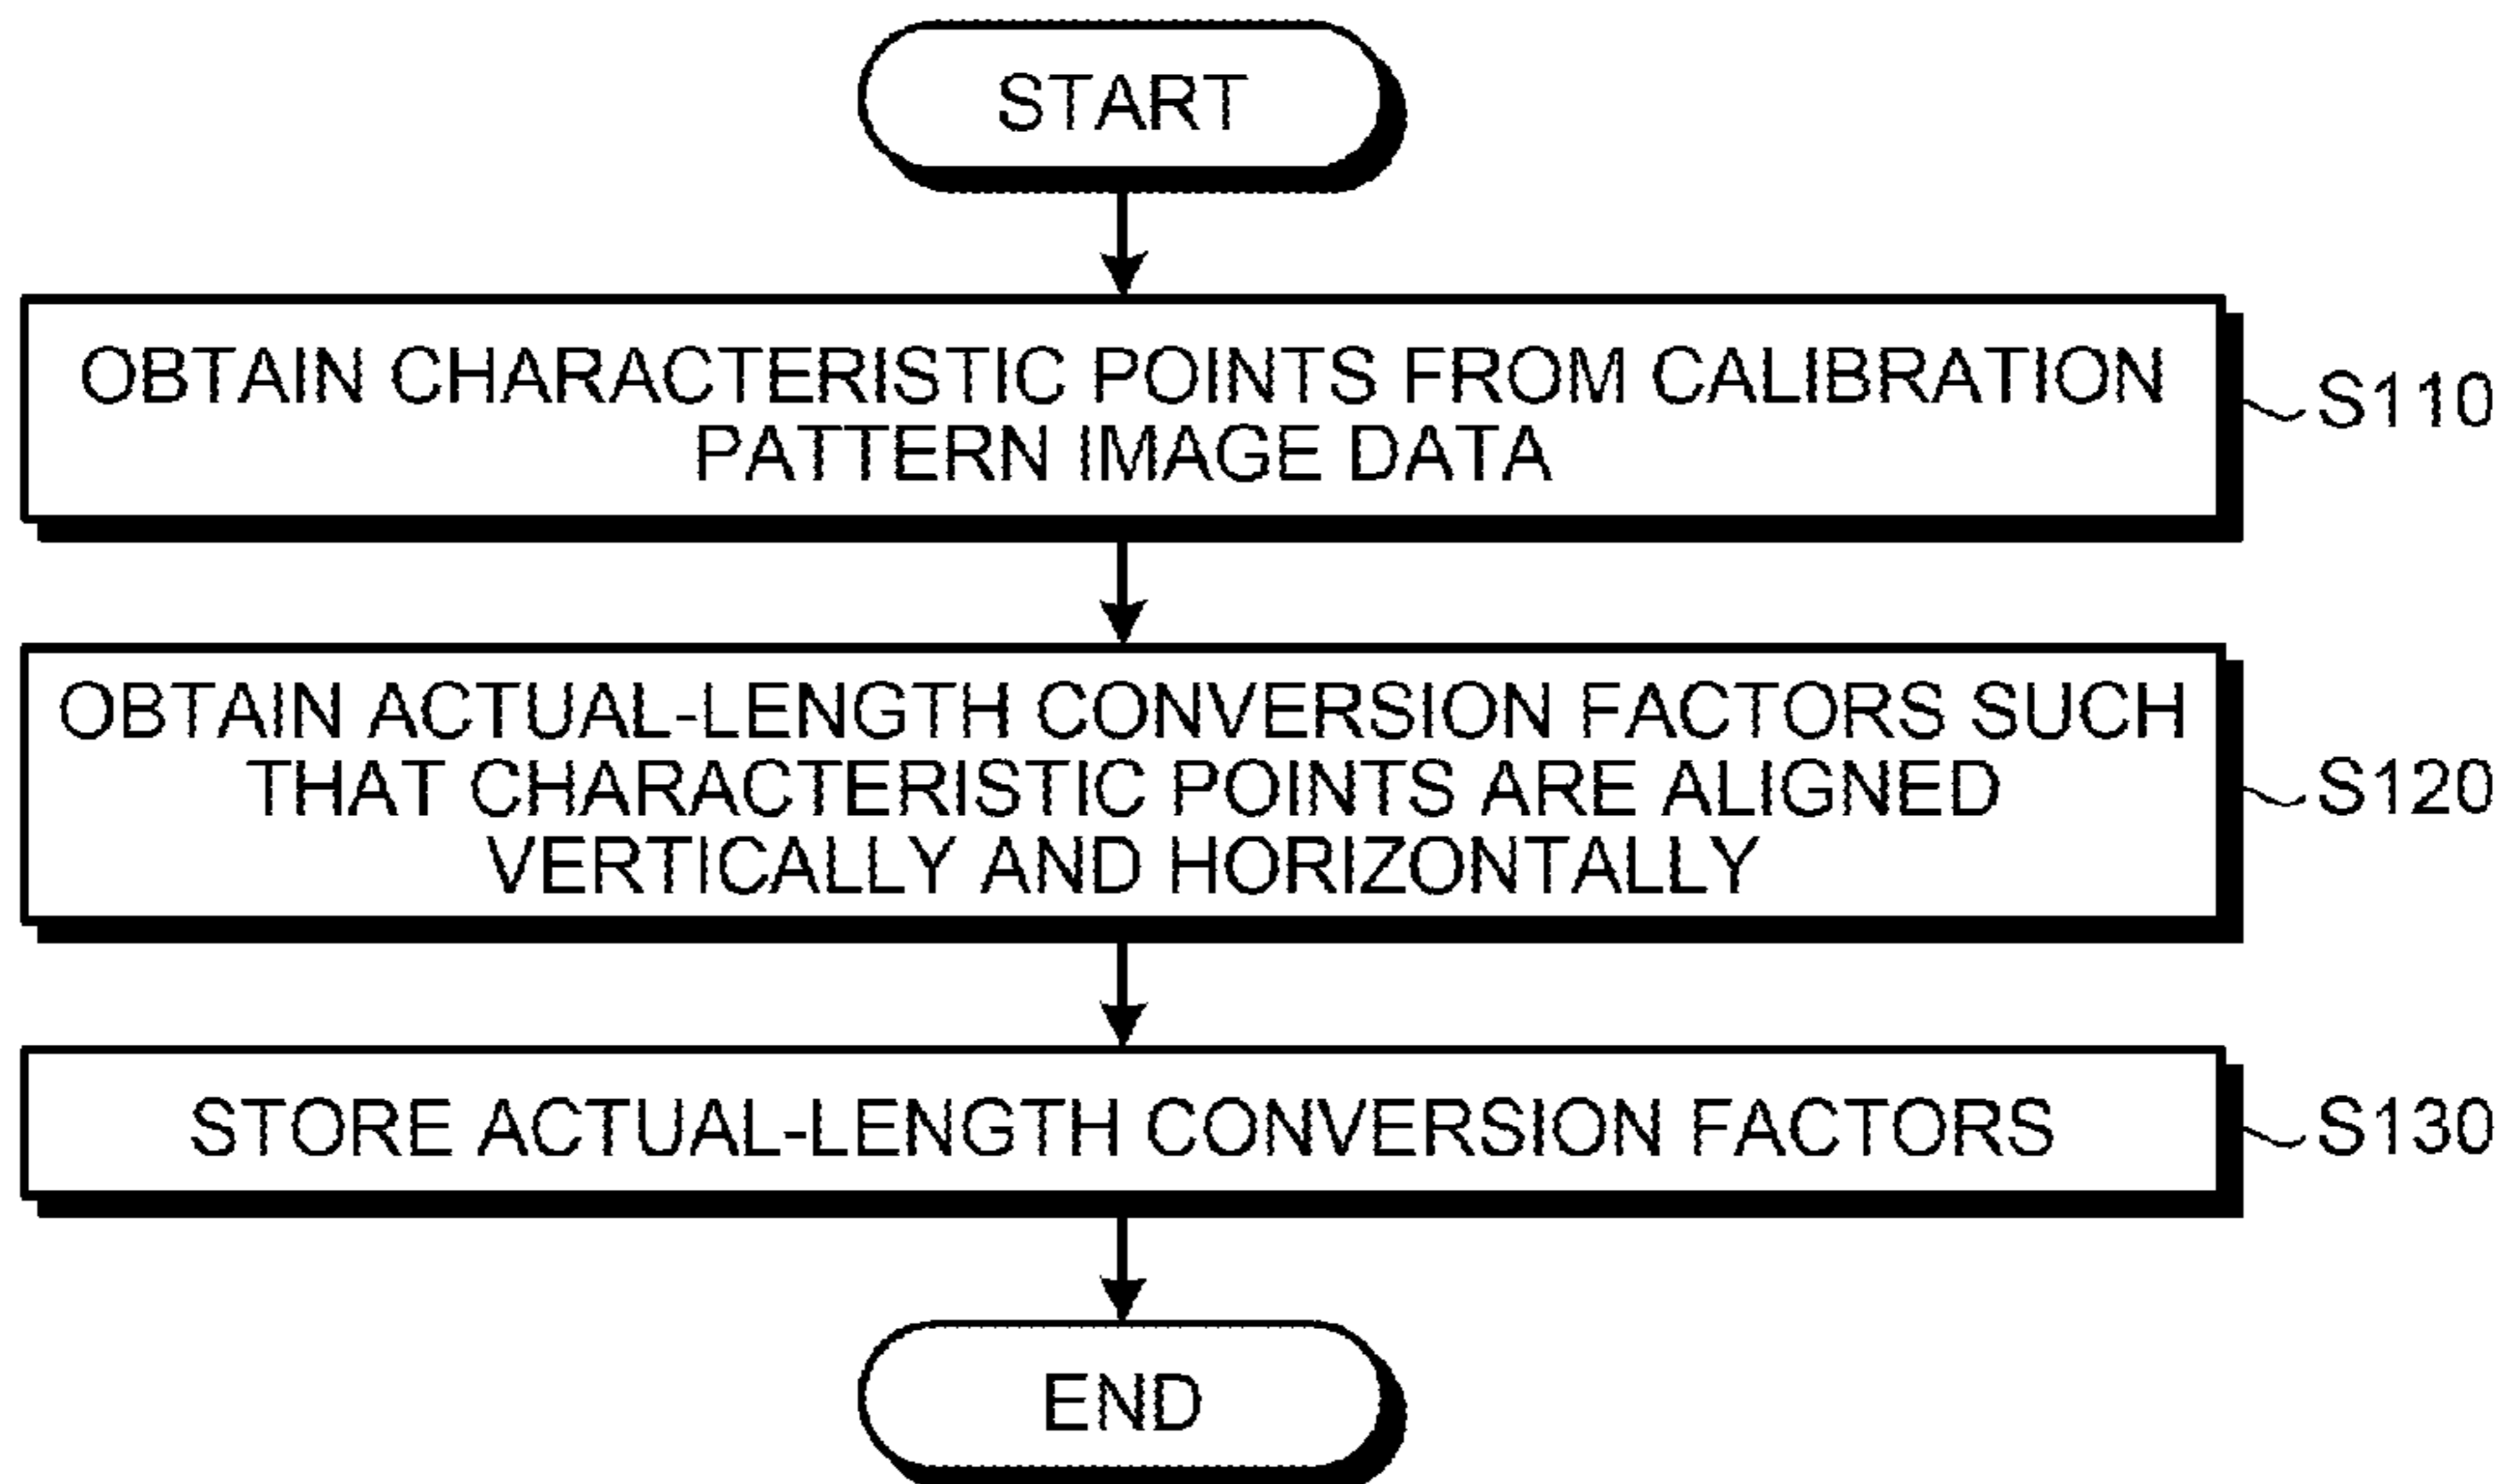 START
OBTAIN CHARACTERISTIC POINTS FROM CALIBRATION
PATTERN IMAGE DATA
S110
OBTAIN ACTUAL-LENGTH CONVERSION FACTORS SUCH
THAT CHARACTERISTIC POINTS ARE ALIGNED
VERTICALLY AND HORIZONTALLY
S120
STORE ACTUAL-LENGTH CONVERSION FACTORS
S130
END